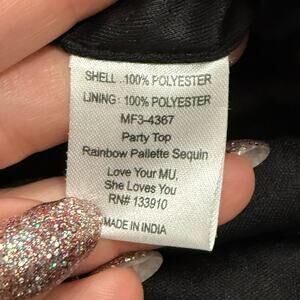 SHELL : 100% POLYESTER
LINING : 100% POLYESTER
MF3-4367
Party Top
Rainbow Pallette Sequin
Love Your MU,
She Loves You
RN# 133910
MADE IN INDIA